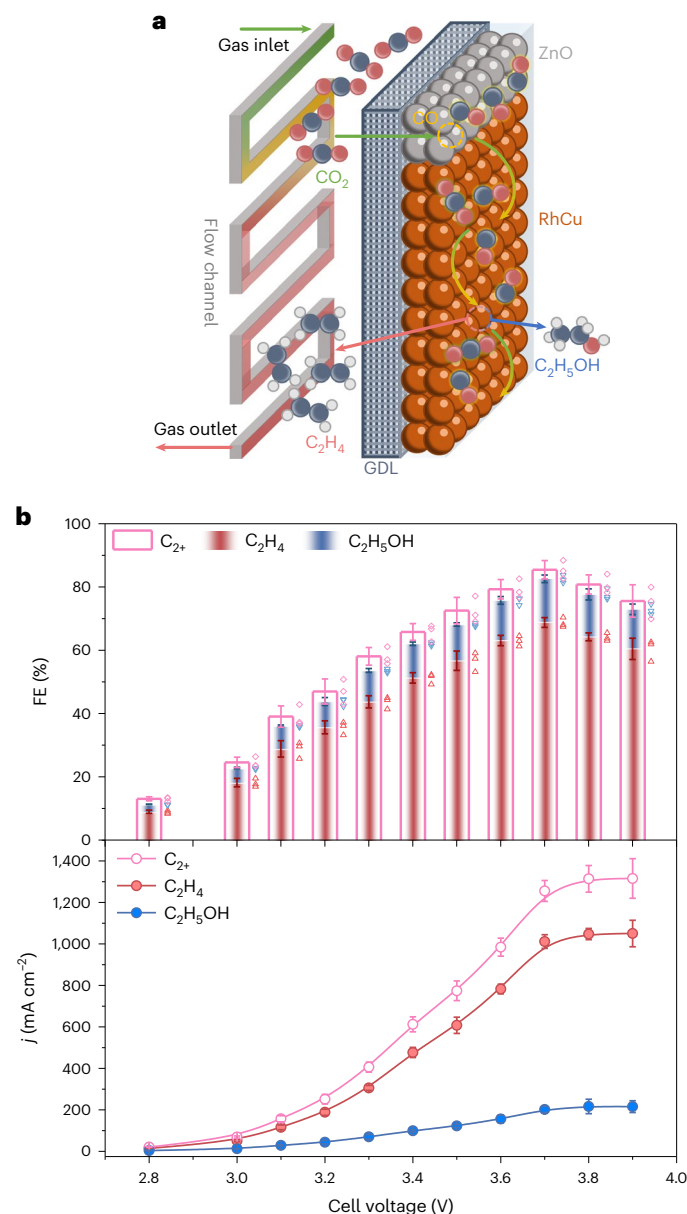 a
Gas inlet
ZnO
CO
CO₂
RhCu
Flow channel
C₂H₅OH
Gas outlet
C₂H₄
GDL
b
C₂₊ C₂H₄ C₂H₅OH
100
80
60
40
20
0
FE (%)
C₂₊
C₂H₄
C₂H₅OH
1,400
1,200
1,000
800
600
400
200
0
j (mA cm⁻²)
2.8 3.0 3.2 3.4 3.6 3.8 4.0
Cell voltage (V)